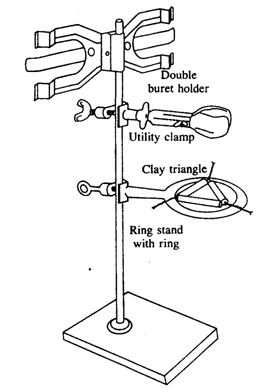 Double
buret holder
Utility clamp
Clay triangle
Ring stand
with ring